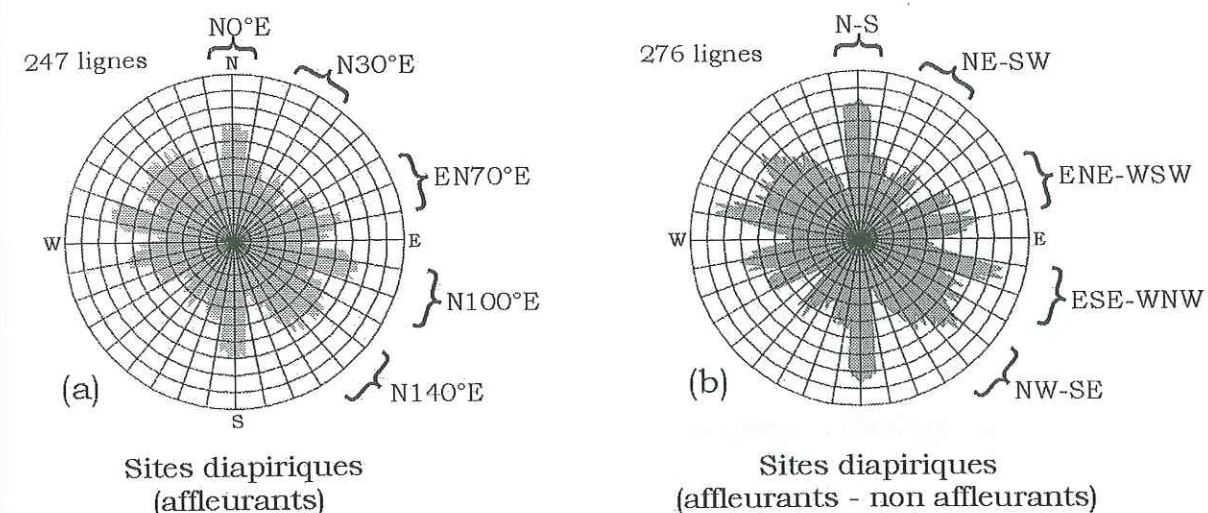 NO°E
247 lignes
N
N30°E
EN70°E
W
E
N100°E
(a)
N140°E
S
Sites diapiriques
(affleurants)
N-S
276 lignes
NE-SW
ENE-WSW
W
E
ESE-WNW
(b)
NW-SE
Sites diapiriques
(affleurants - non affleurants)